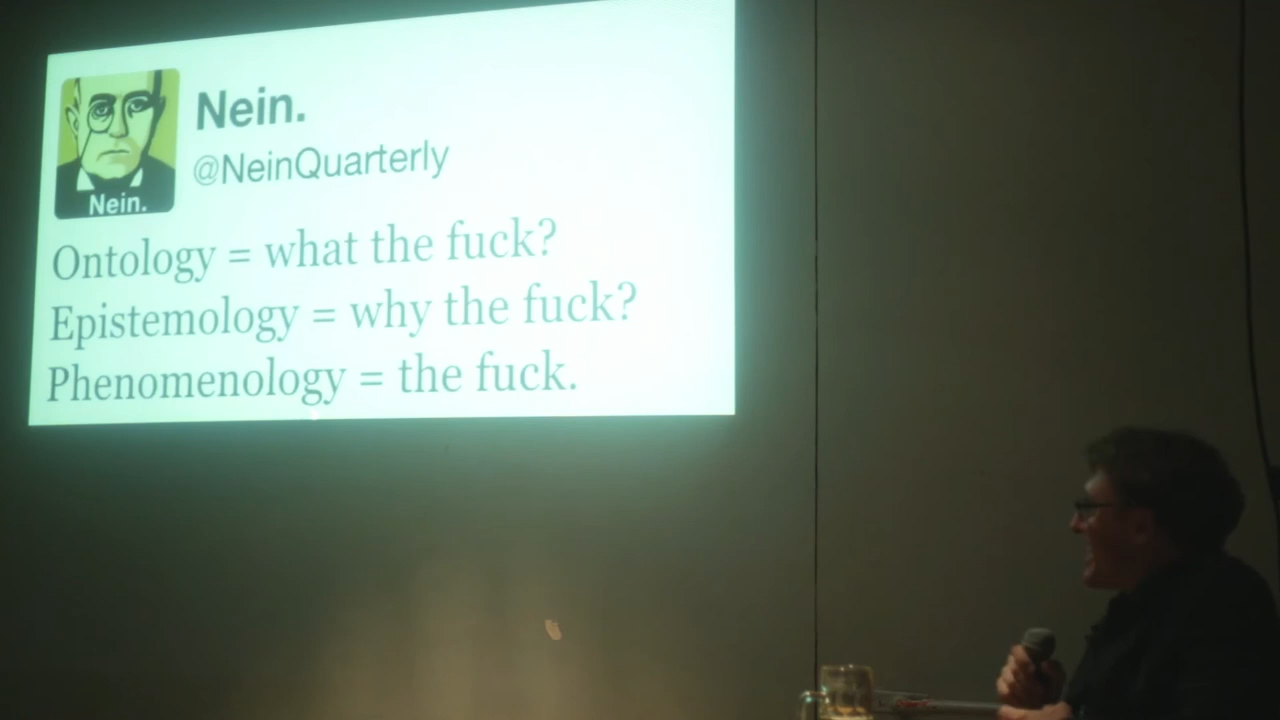 Nein.
@NeinQuarterly
Nein.
Ontology = what the fuck?
Epistemology = why the fuck?
Phenomenology = the fuck.